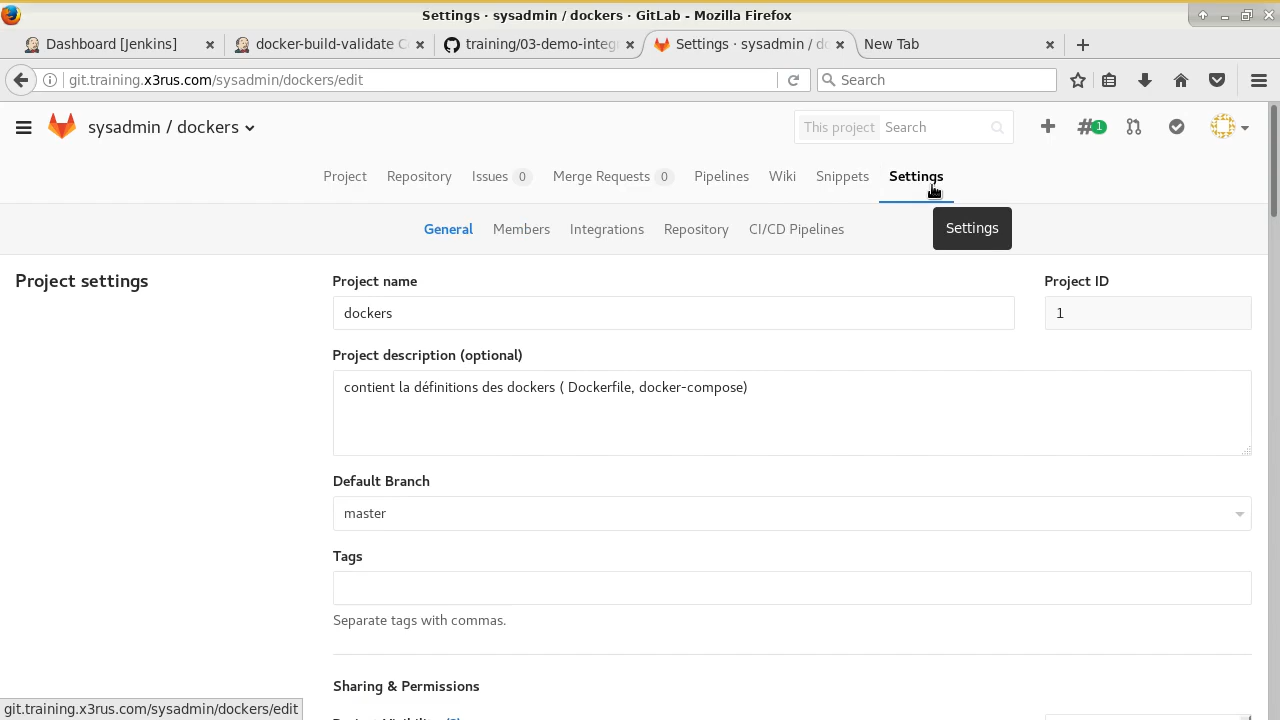 Settings · sysadmin / dockers · GitLab - Mozilla Firefox
Dashboard [Jenkins] × docker-build-validate C × training/03-demo-integ × Settings · sysadmin / do × New Tab ×
git.training.x3rus.com/sysadmin/dockers/edit Search
sysadmin / dockers This project Search 1
Project Repository Issues 0 Merge Requests 0 Pipelines Wiki Snippets Settings
General Members Integrations Repository CI/CD Pipelines Settings
Project settings
Project name Project ID
dockers 1
Project description (optional)
contient la définitions des dockers ( Dockerfile, docker-compose)
Default Branch
master
Tags
Separate tags with commas.
Sharing & Permissions
git.training.x3rus.com/sysadmin/dockers/edit